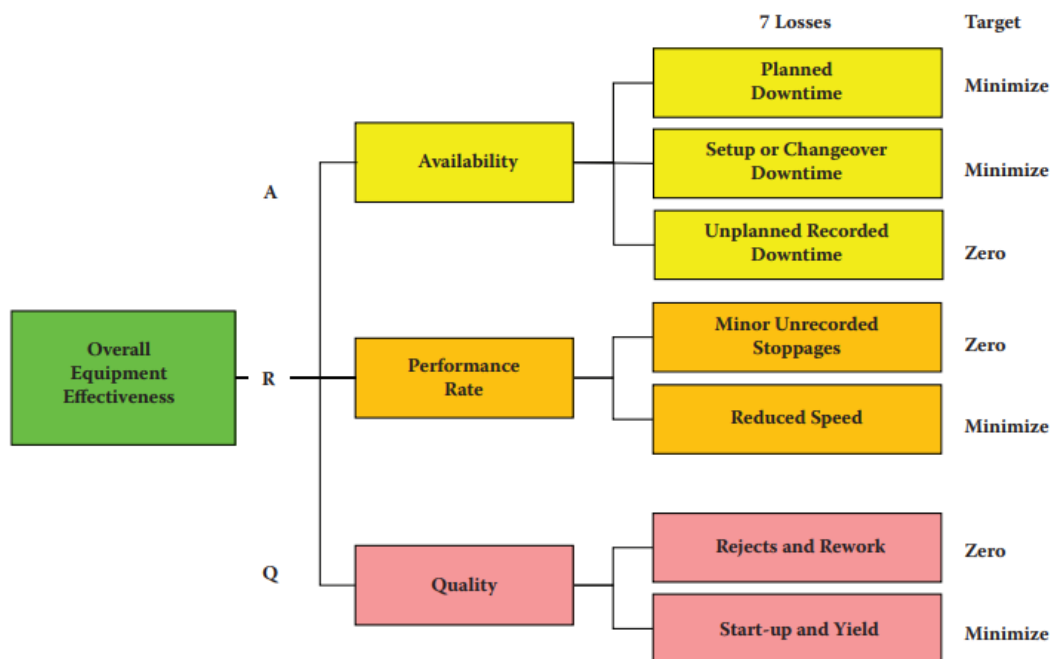 7 Losses
Target
Planned
Downtime
Minimize
Availability
Setup or Changeover
Downtime
Minimize
A
Unplanned Recorded
Downtime
Zero
Overall
Equipment
Effectiveness
R
Performance
Rate
Minor Unrecorded
Stoppages
Zero
Reduced Speed
Minimize
Q
Quality
Rejects and Rework
Zero
Start-up and Yield
Minimize